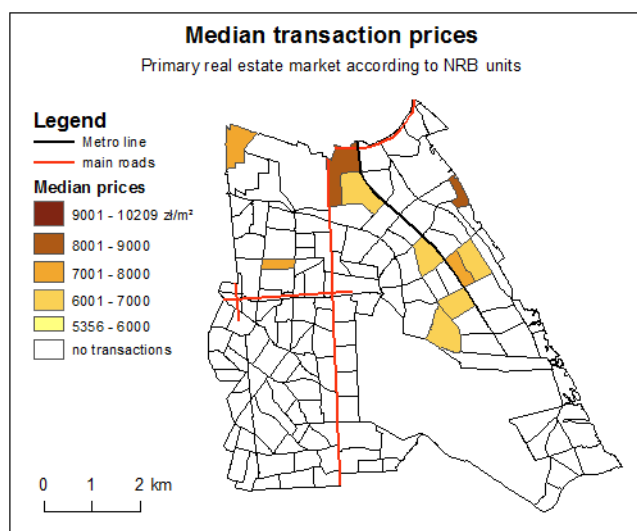 Median transaction prices
Primary real estate market according to NRB units
Legend
Metro line
main roads
Median prices
9001 - 10209 zł/m²
8001 - 9000
7001 - 8000
6001 - 7000
5356 - 6000
no transactions
0 1 2 km